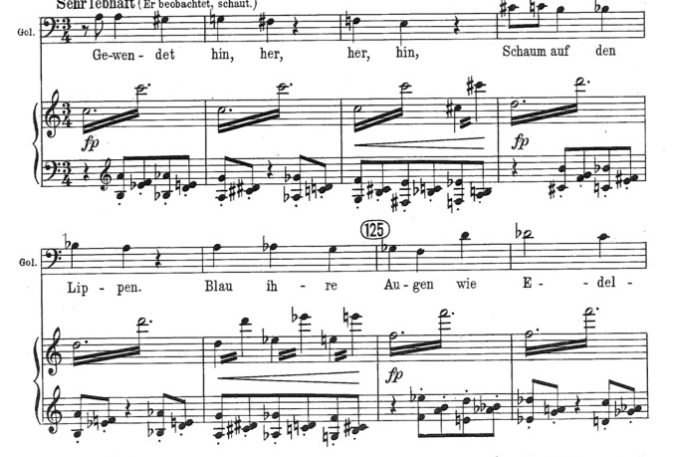 Sehr lebhaft (Er beobachtet, schaut.)
Gol.
Ge-wen - det hin, her, her, hin, Schaum auf den
fp fp
Gol.
125
Lip - pen. Blau ih - re Au - gen wie E - del -
fp